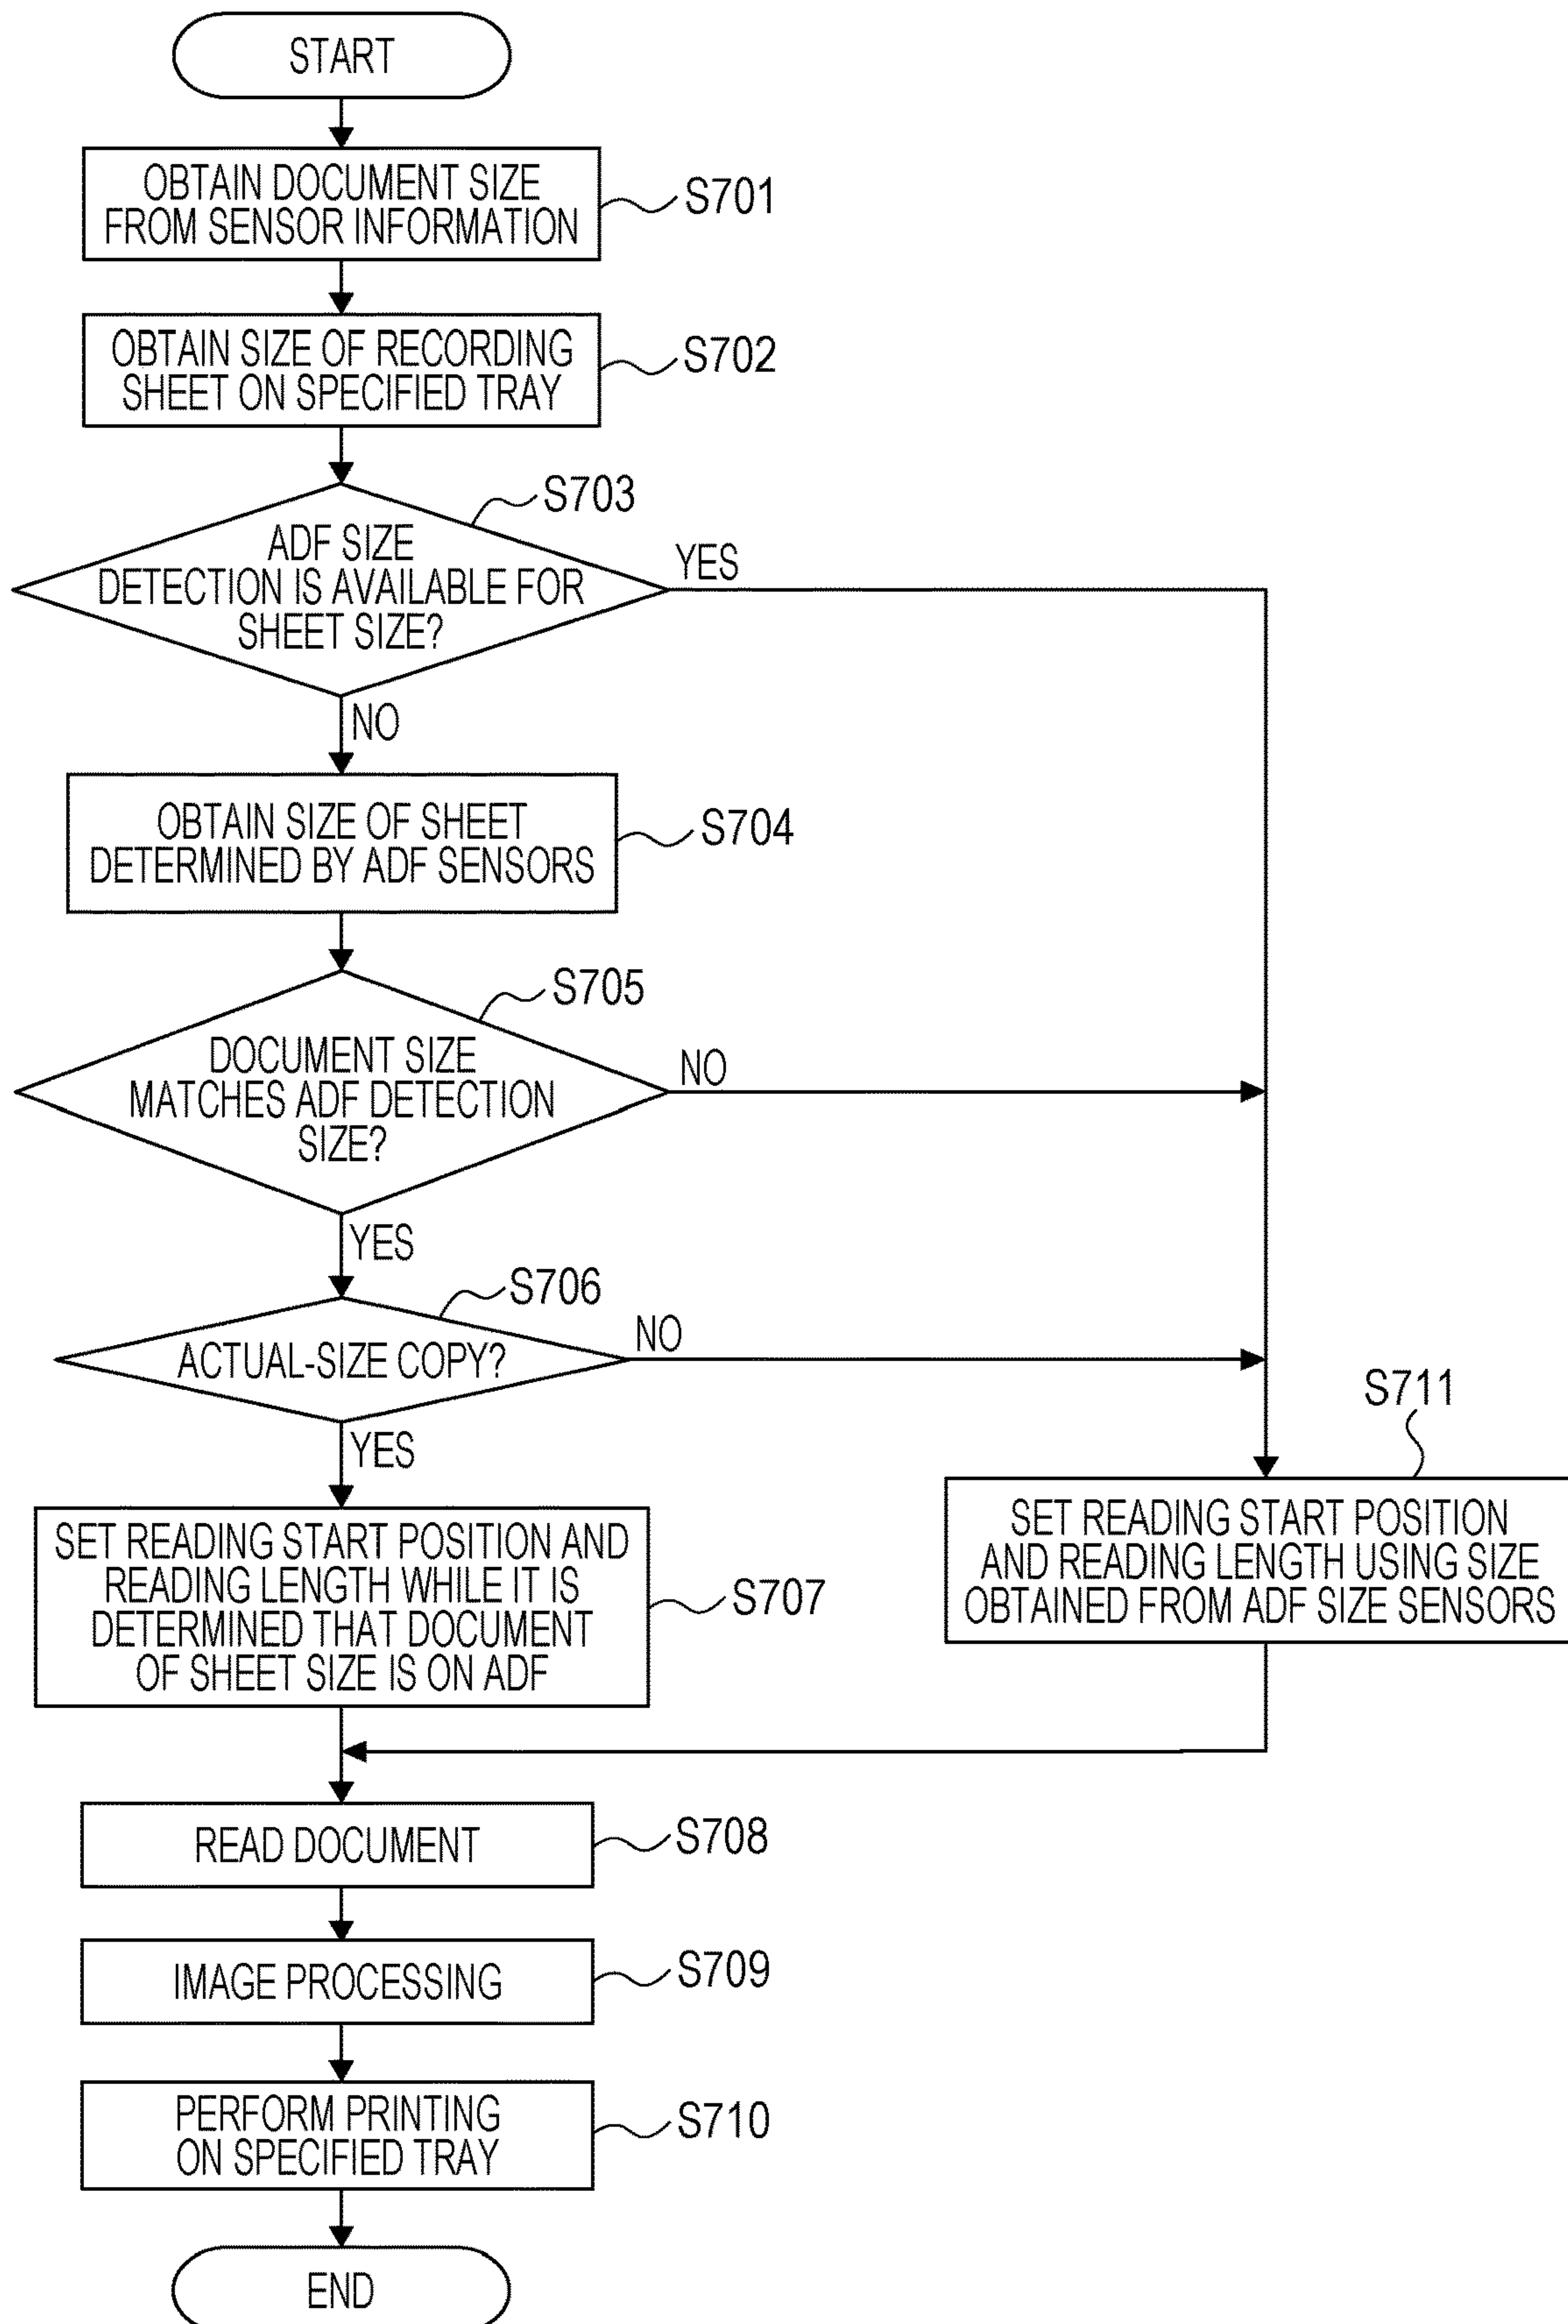 START
OBTAIN DOCUMENT SIZE
FROM SENSOR INFORMATION
S701
OBTAIN SIZE OF RECORDING
SHEET ON SPECIFIED TRAY
S702
S703
ADF SIZE
DETECTION IS AVAILABLE FOR
SHEET SIZE?
YES
NO
OBTAIN SIZE OF SHEET
DETERMINED BY ADF SENSORS
S704
S705
DOCUMENT SIZE
MATCHES ADF DETECTION
SIZE?
NO
YES
S706
ACTUAL-SIZE COPY?
NO
YES
S711
SET READING START POSITION AND
READING LENGTH WHILE IT IS
DETERMINED THAT DOCUMENT
OF SHEET SIZE IS ON ADF
S707
SET READING START POSITION
AND READING LENGTH USING SIZE
OBTAINED FROM ADF SIZE SENSORS
READ DOCUMENT
S708
IMAGE PROCESSING
S709
PERFORM PRINTING
ON SPECIFIED TRAY
S710
END